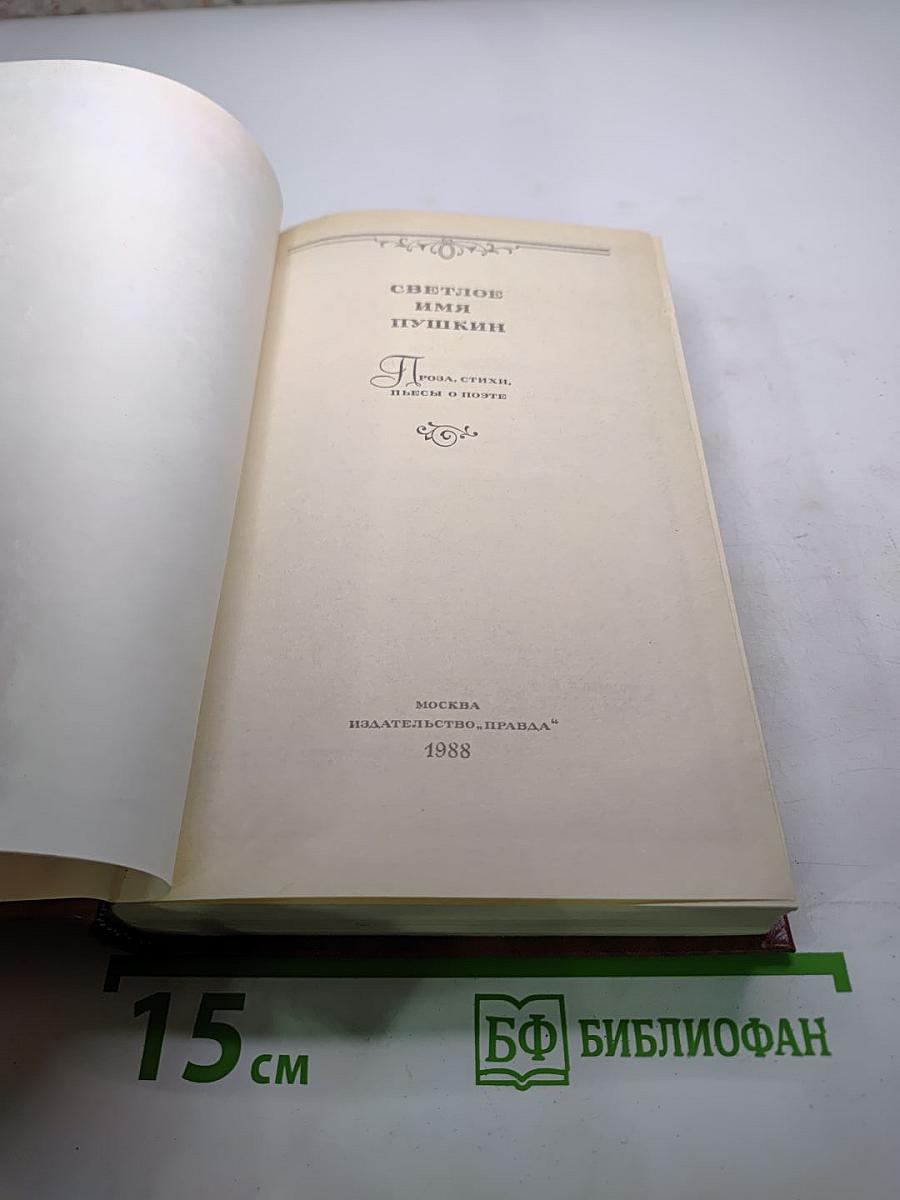 СВЕТЛОЕ
ИМЯ
ПУШКИН
Проза, стихи,
пьесы о поэте
МОСКВА
ИЗДАТЕЛЬСТВО „ПРАВДА“
1988
15 см
БФ БИБЛИОФАН